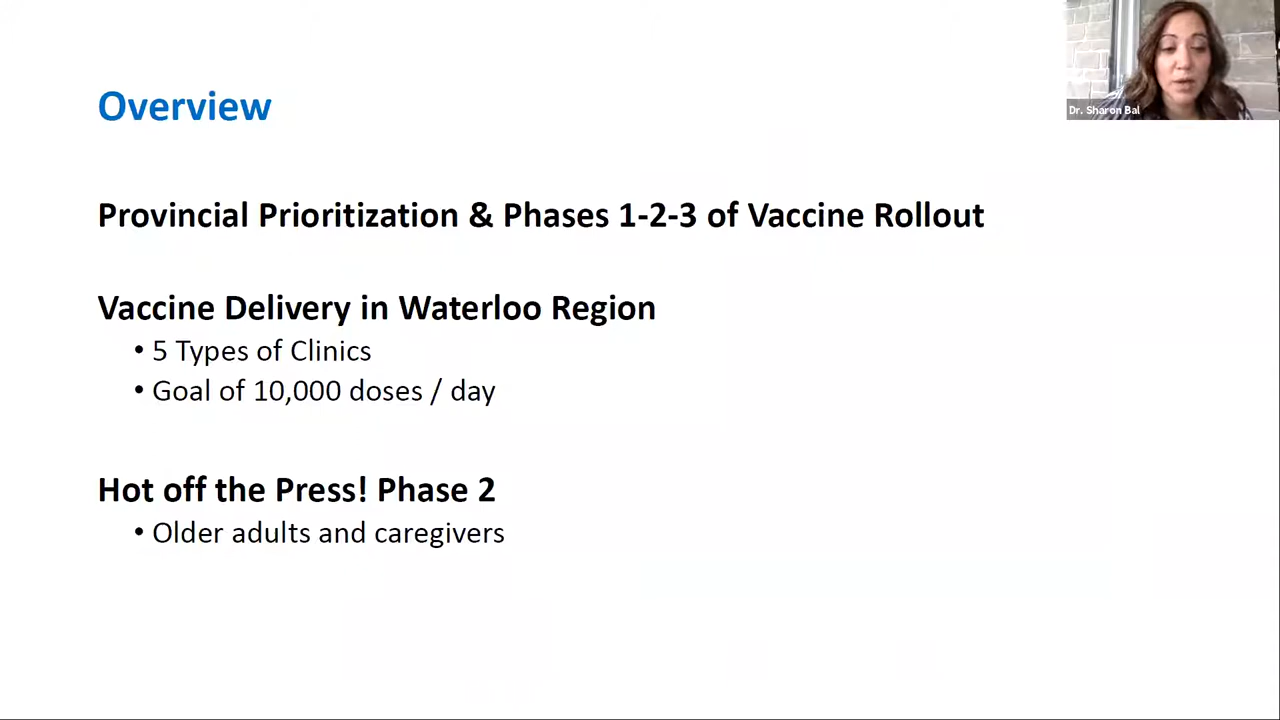 Overview
Dr. Sharon Bal
Provincial Prioritization & Phases 1-2-3 of Vaccine Rollout
Vaccine Delivery in Waterloo Region
• 5 Types of Clinics
• Goal of 10,000 doses / day
Hot off the Press! Phase 2
• Older adults and caregivers